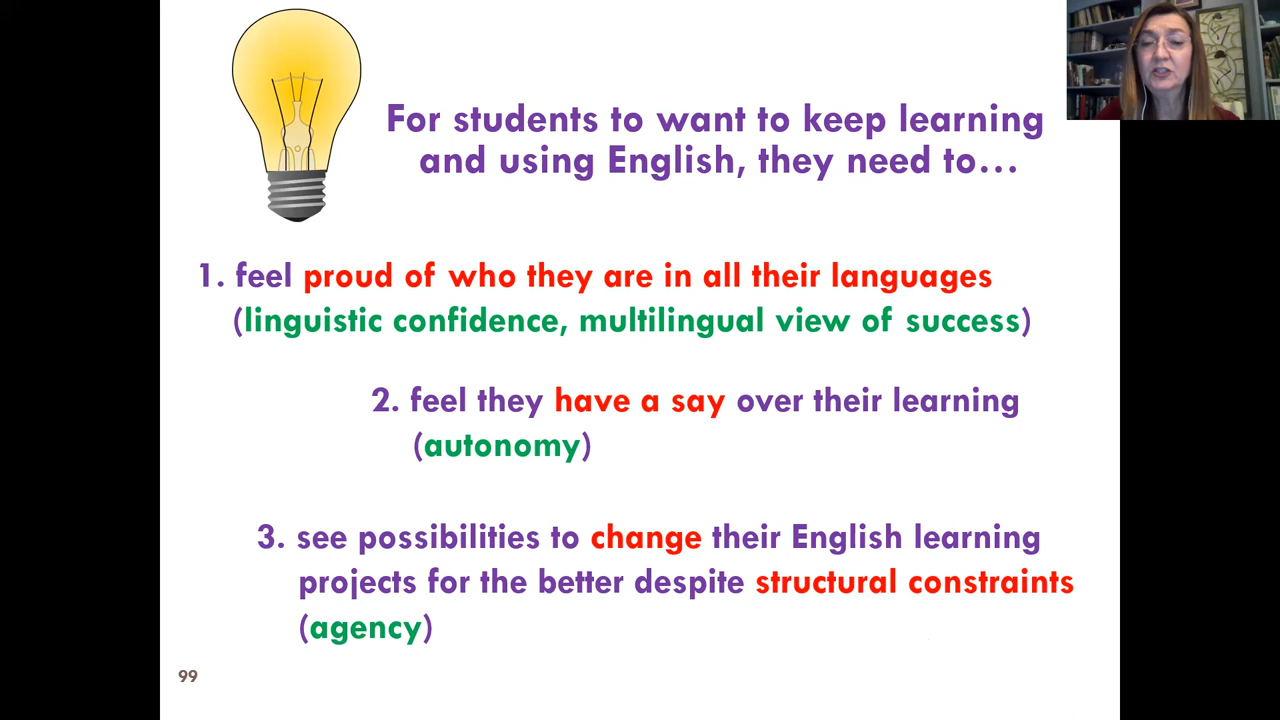 For students to want to keep learning
and using English, they need to...
1. feel proud of who they are in all their languages
(linguistic confidence, multilingual view of success)
2. feel they have a say over their learning
(autonomy)
3. see possibilities to change their English learning
projects for the better despite structural constraints
(agency)
99